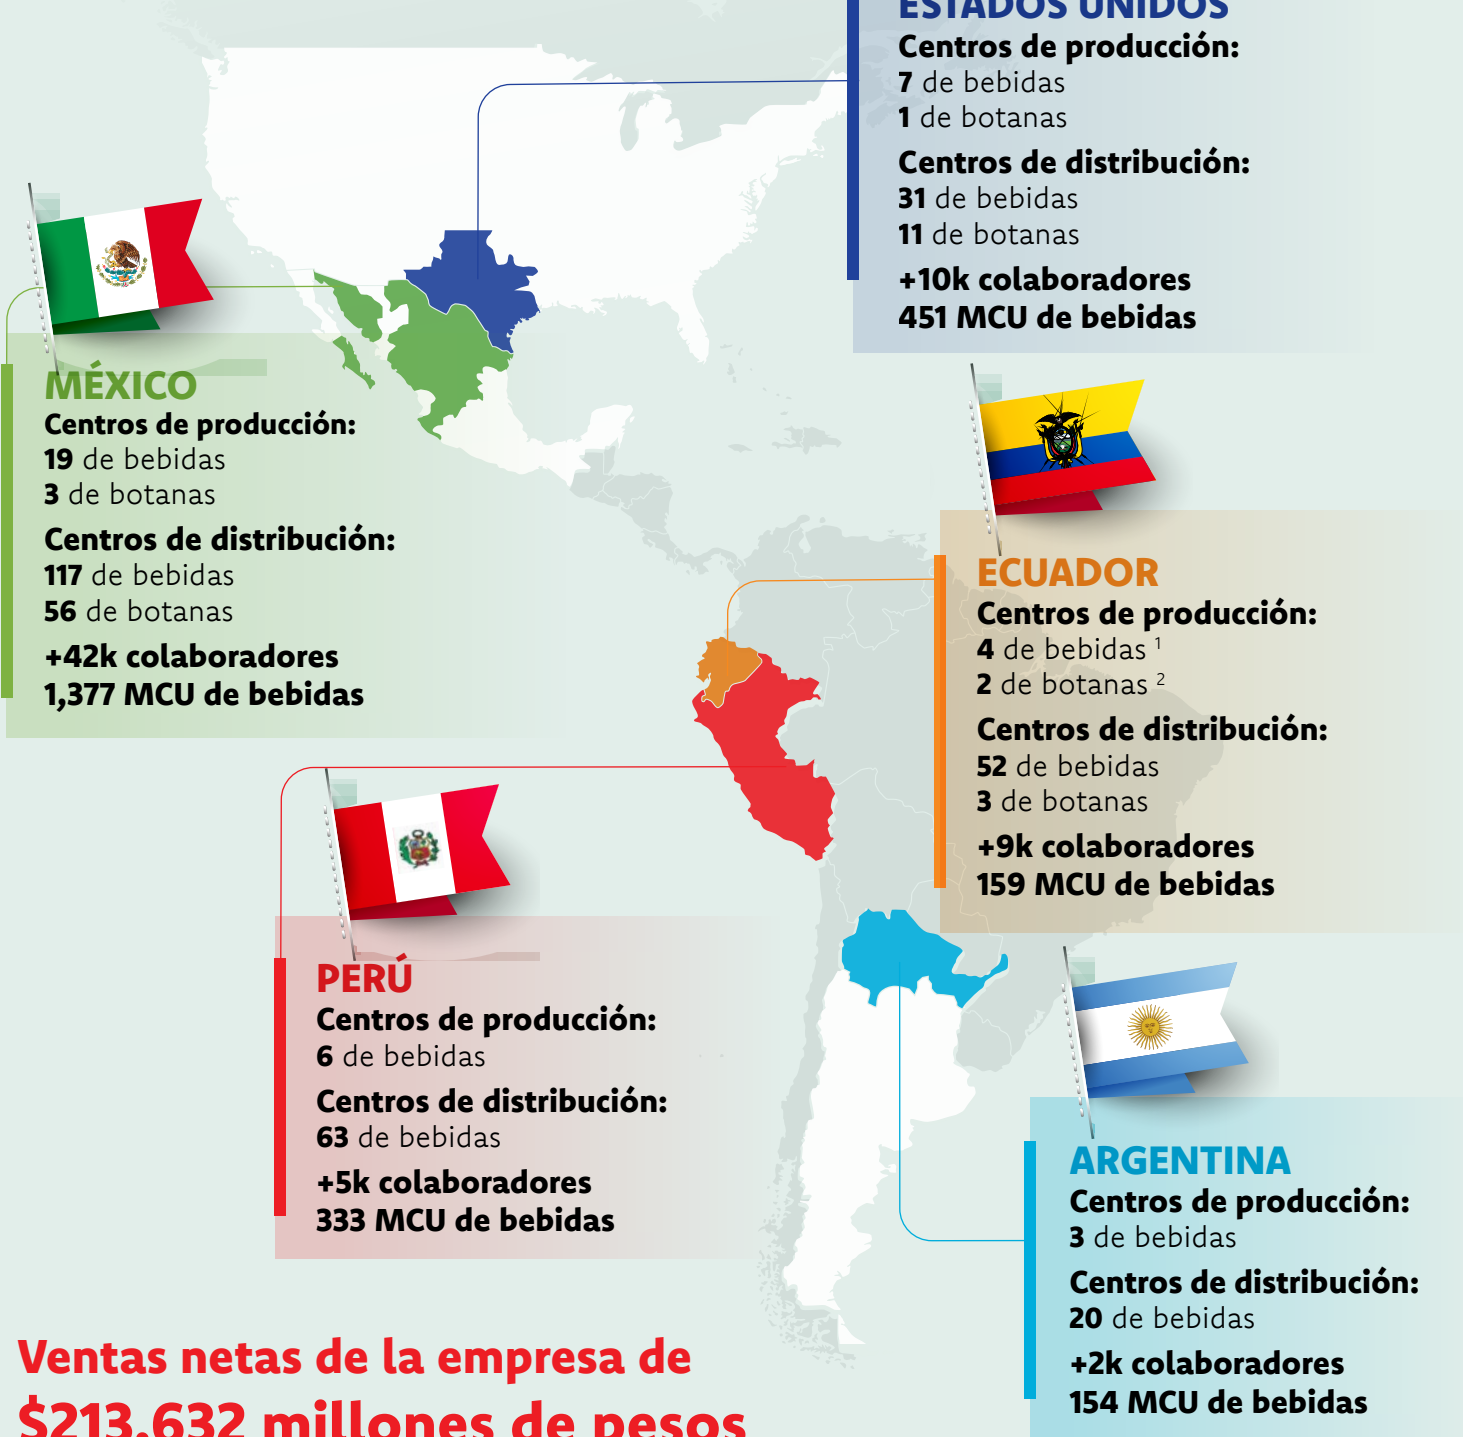 ESTADOS UNIDOS
Centros de producción:
7 de bebidas
1 de botanas
Centros de distribución:
31 de bebidas
11 de botanas
+10k colaboradores
451 MCU de bebidas
MÉXICO
Centros de producción:
19 de bebidas
3 de botanas
Centros de distribución:
117 de bebidas
56 de botanas
+42k colaboradores
1,377 MCU de bebidas
ECUADOR
Centros de producción:
4 de bebidas ¹
2 de botanas ²
Centros de distribución:
52 de bebidas
3 de botanas
+9k colaboradores
159 MCU de bebidas
PERÚ
Centros de producción:
6 de bebidas
Centros de distribución:
63 de bebidas
+5k colaboradores
333 MCU de bebidas
ARGENTINA
Centros de producción:
3 de bebidas
Centros de distribución:
20 de bebidas
+2k colaboradores
154 MCU de bebidas
Ventas netas de la empresa de
$213,632 millones de pesos